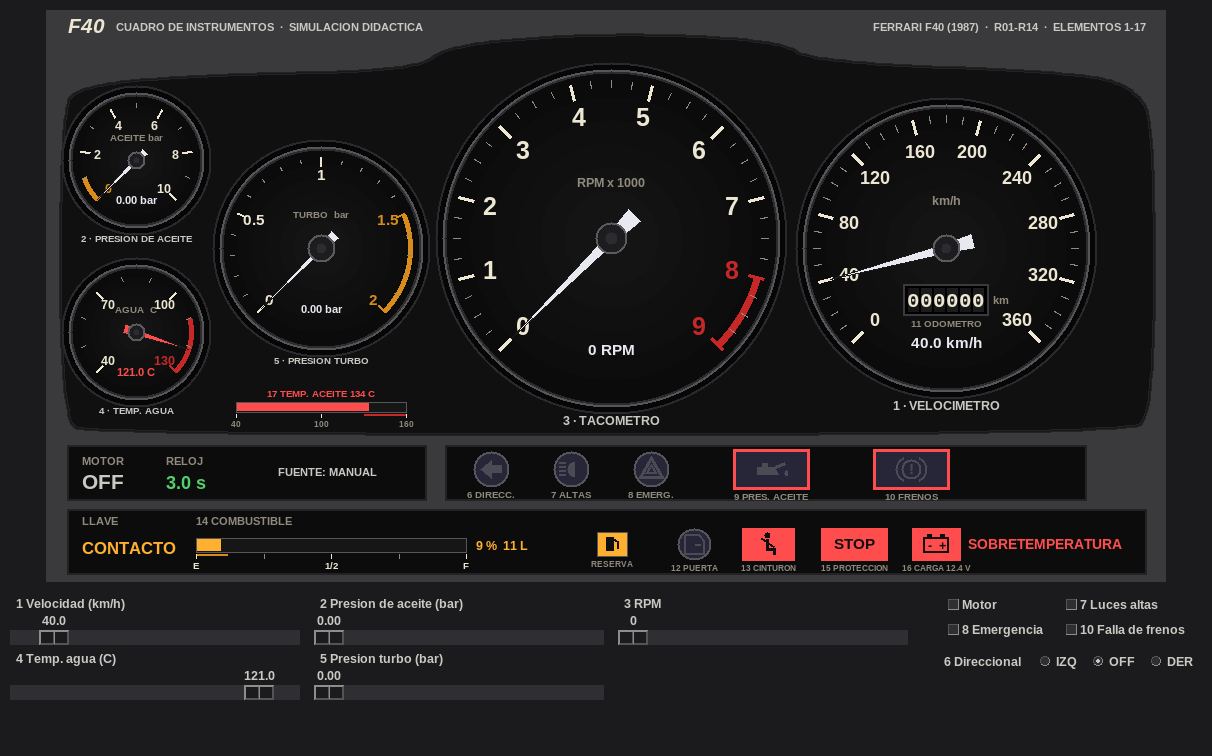 F40 CUADRO DE INSTRUMENTOS · SIMULACION DIDACTICA
FERRARI F40 (1987) · R01-R14 · ELEMENTOS 1-17
0 2 4 6 8 10
ACEITE bar
0.00 bar
2 · PRESION DE ACEITE
40 70 100 130
AGUA C
121.0 C
4 · TEMP. AGUA
0 0.5 1 1.5 2
TURBO bar
0.00 bar
5 · PRESION TURBO
17 TEMP. ACEITE 134 C
40 100 160
0 1 2 3 4 5 6 7 8 9
RPM x 1000
0 RPM
3 · TACOMETRO
0 40 80 120 160 200 240 280 320 360
km/h
000000 km
11 ODOMETRO
40.0 km/h
1 · VELOCIMETRO
MOTOR
OFF
RELOJ
3.0 s
FUENTE: MANUAL
6 DIRECC.
7 ALTAS
8 EMERG.
9 PRES. ACEITE
10 FRENOS
LLAVE
CONTACTO
14 COMBUSTIBLE
9 % 11 L
E 1/2 F
RESERVA
12 PUERTA
13 CINTURON
STOP
15 PROTECCION
- +
16 CARGA 12.4 V
SOBRETEMPERATURA
1 Velocidad (km/h)
40.0
2 Presion de aceite (bar)
0.00
3 RPM
0
4 Temp. agua (C)
121.0
5 Presion turbo (bar)
0.00
Motor
7 Luces altas
8 Emergencia
10 Falla de frenos
6 Direccional IZQ OFF DER